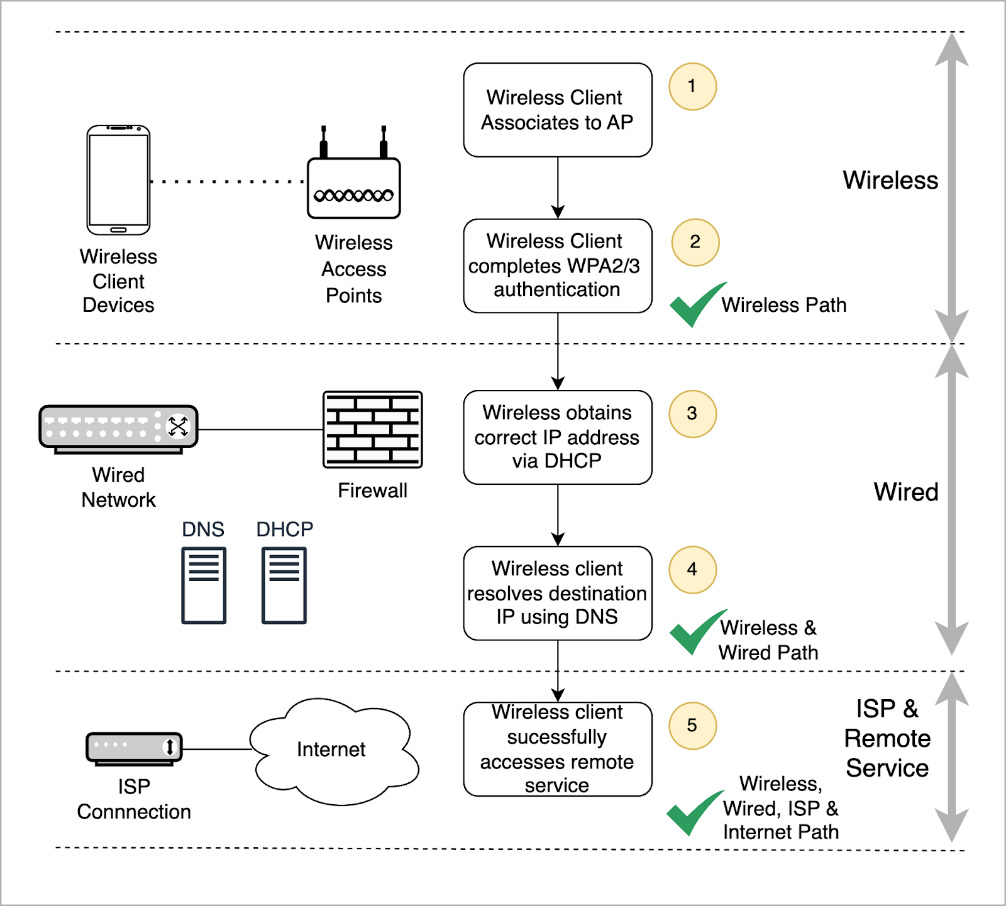 Wireless Client
Associates to AP
1
Wireless
Wireless
Client
Devices
Wireless
Access
Points
Wireless Client
completes WPA2/3
authentication
2
Wireless Path
Wired
Network
Firewall
DNS
DHCP
Wireless obtains
correct IP address
via DHCP
3
Wired
Wireless client
resolves destination
IP using DNS
4
Wireless &
Wired Path
ISP
Connnection
Internet
Wireless client
sucessfully
accesses remote
service
5
Wireless,
Wired, ISP &
Internet Path
ISP &
Remote
Service